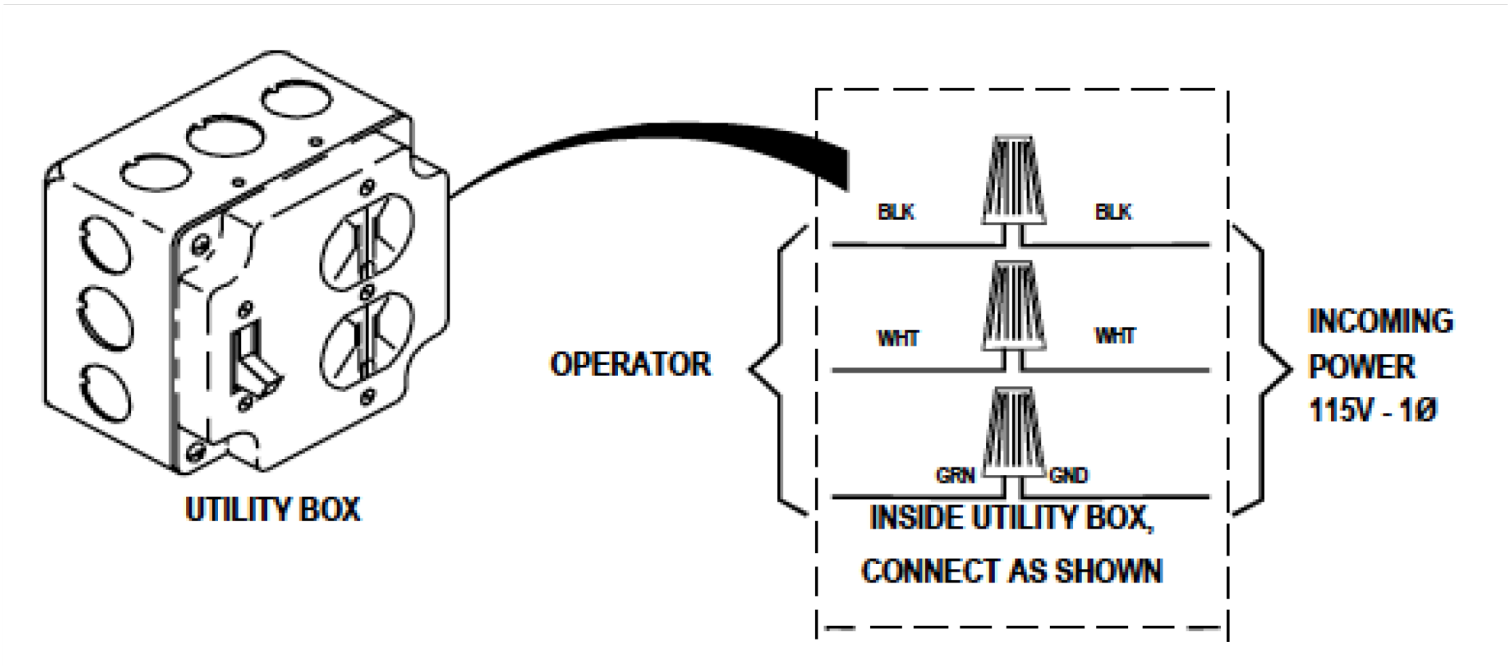 BLK BLK
WHT WHT
OPERATOR
INCOMING
POWER
115V - 1Ø
GRN GND
UTILITY BOX
INSIDE UTILITY BOX,
CONNECT AS SHOWN